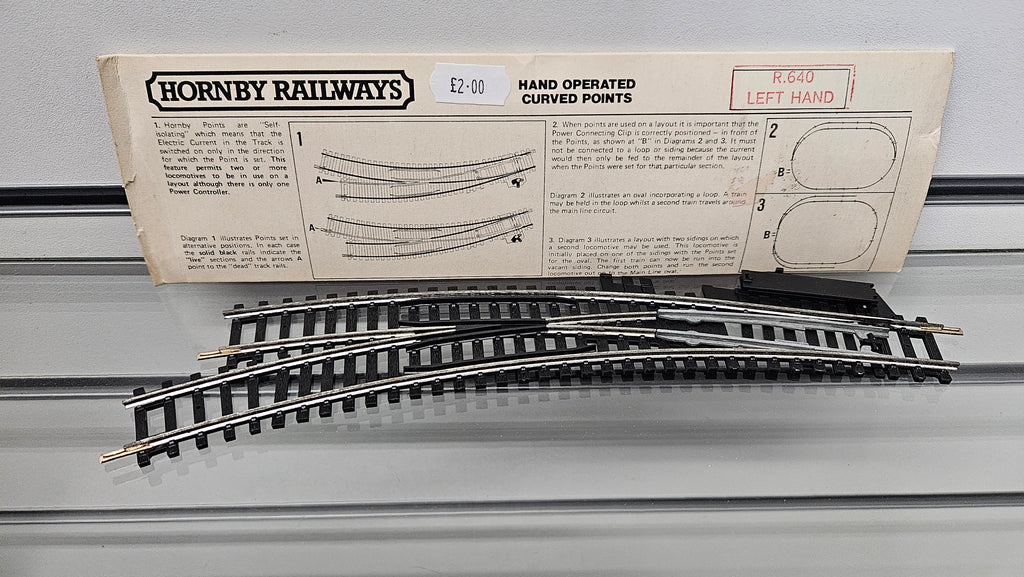 HORNBY RAILWAYS
£2·00
HAND OPERATED
CURVED POINTS
R.640
LEFT HAND
1. Hornby Points are "Self-
isolating" which means that the
Electric Current in the Track is
switched on only in the direction
for which the Point is set. This
feature permits two or more
locomotives to be in use on a
layout although there is only one
Power Controller.
Diagram 1 illustrates Points set in
alternative positions. In each case
the solid black rails indicate the
"live" sections and the arrows A
point to the "dead" track rails.
1
A
A
2. When points are used on a layout it is important that the
Power Connecting Clip is correctly positioned – in front of
the Points, as shown at "B" in Diagrams 2 and 3. It must
not be connected to a loop or siding because the current
would then only be fed to the remainder of the layout
when the Points were set for that particular section.
Diagram 2 illustrates an oval incorporating a loop. A train
may be held in the loop whilst a second train travels around
the main line circuit.
3. Diagram 3 illustrates a layout with two sidings on which
a second locomotive may be used. This locomotive is
initially placed on one of the sidings with the Points set
for the oval. The first train can now be run into the
vacant siding. Change both points and run the second
locomotive out to the Main Line oval.
2
B=
3
B=